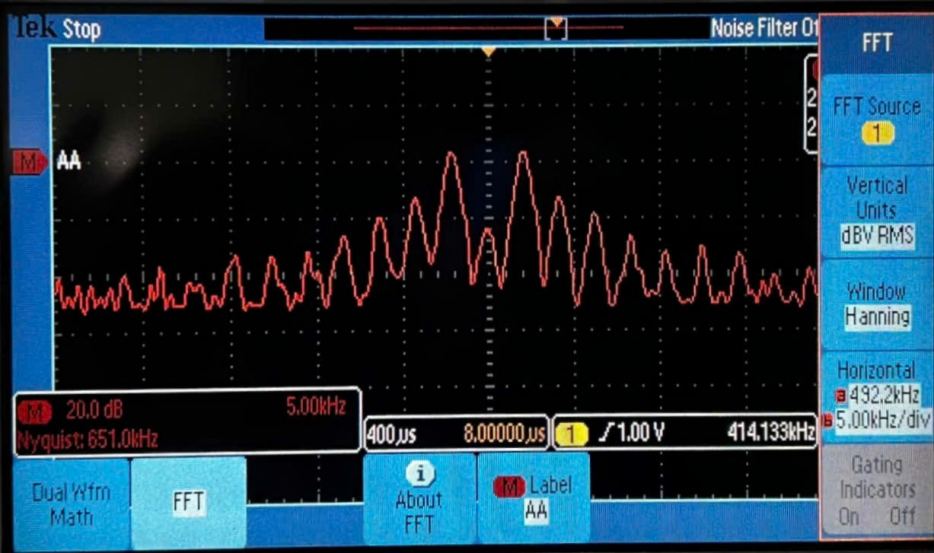 Tek Stop
Noise Filter Of
FFT
FFT Source
1
Vertical
Units
dBV RMS
Window
Hanning
Horizontal
a 492.2kHz
b 5.00kHz/div
Gating
Indicators
On Off
M AA
2
2
M 20.0 dB 5.00kHz
Nyquist: 651.0kHz
400µs 8.00000µs
1 1.00 V 414.133kHz
Dual Wfm
Math
FFT
i
About
FFT
M Label
AA